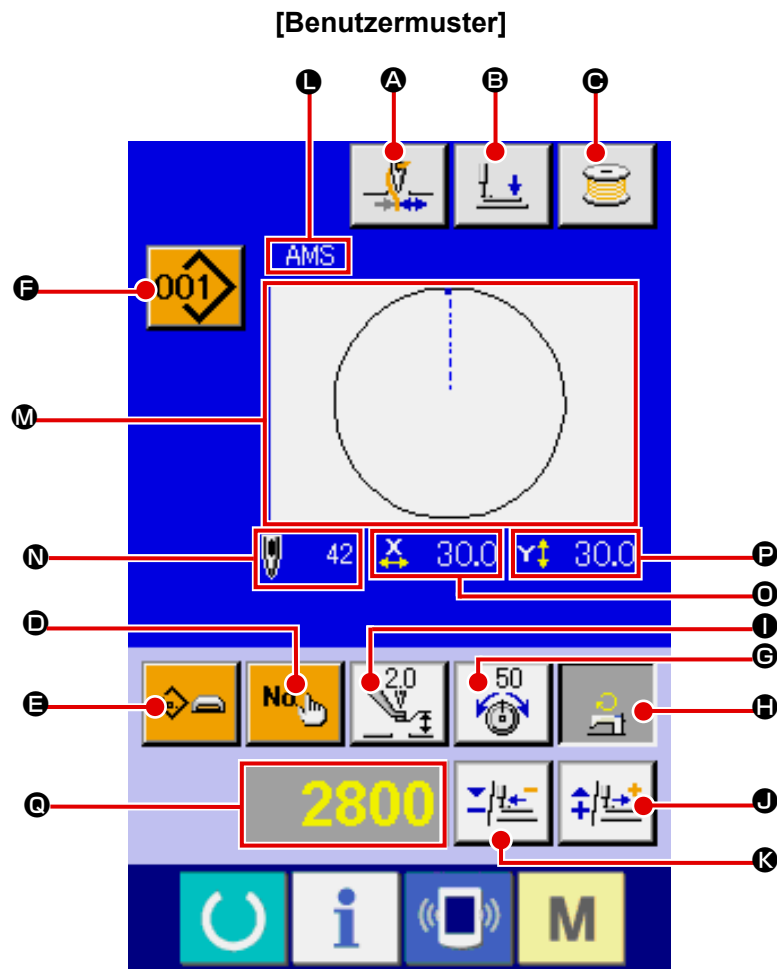 [Benutzermuster]
L A B C
AMS
F 001
M
N 42 X 30.0 Y 30.0 P
O
D I
G
E No. 2.0 50 H
Q 2800 J
K
i M